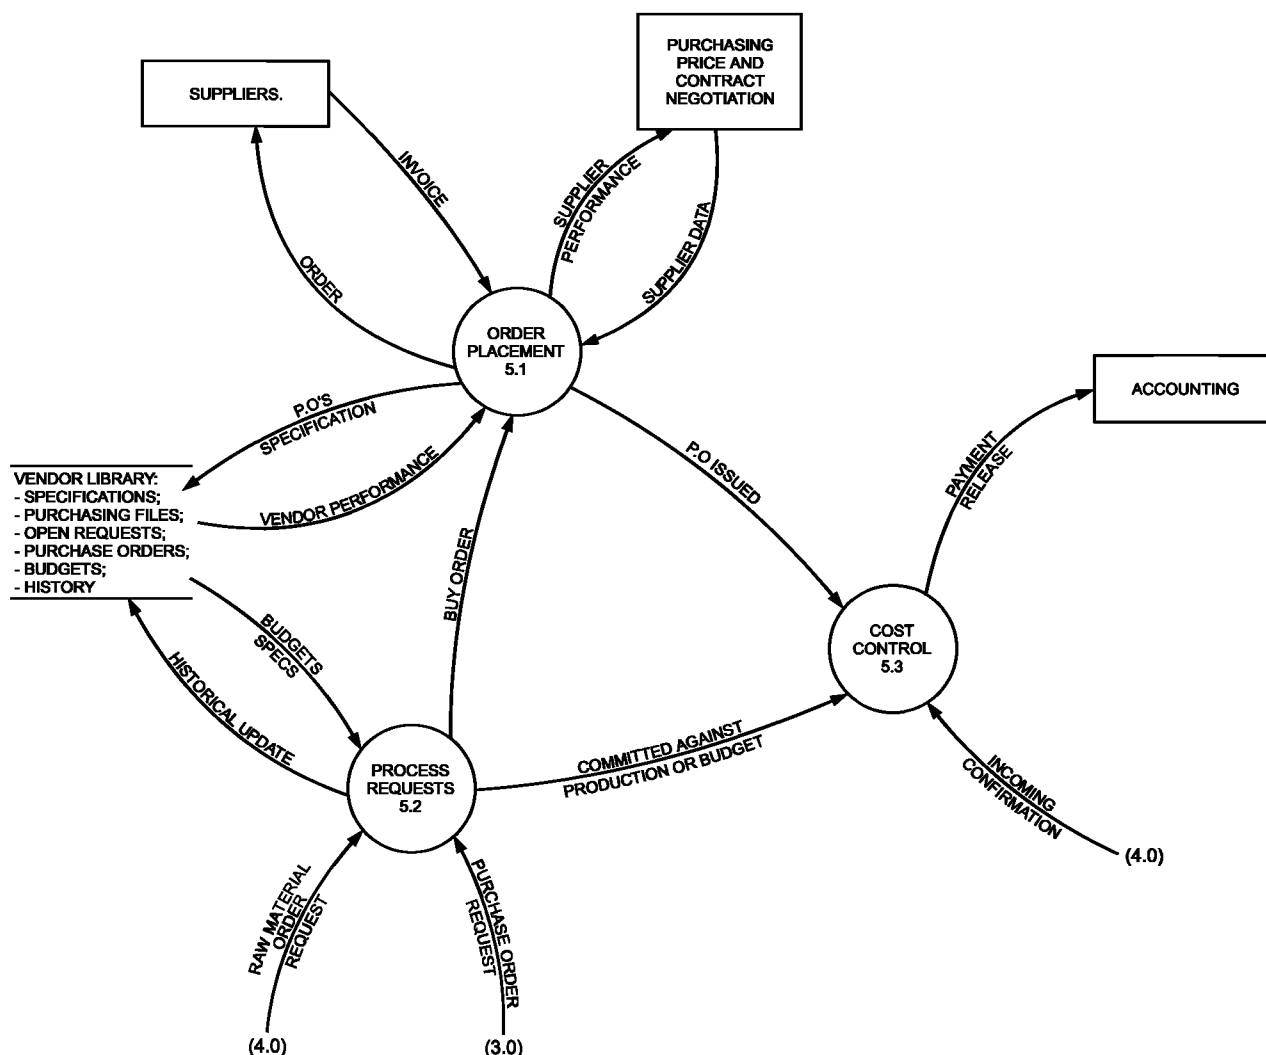 PURCHASING
PRICE AND
CONTRACT
NEGOTIATION
SUPPLIERS.
INVOICE
SUPPLIER
PERFORMANCE
SUPPLIER DATA
ORDER
ORDER
PLACEMENT
5.1
ACCOUNTING
P.O'S
SPECIFICATION
VENDOR PERFORMANCE
P.O ISSUED
PAYMENT
RELEASE
VENDOR LIBRARY:
- SPECIFICATIONS;
- PURCHASING FILES;
- OPEN REQUESTS;
- PURCHASE ORDERS;
- BUDGETS;
- HISTORY
BUY ORDER
BUDGETS
SPECS
HISTORICAL UPDATE
COST
CONTROL
5.3
PROCESS
REQUESTS
5.2
COMMITTED AGAINST
PRODUCTION OR BUDGET
INCOMING
CONFIRMATION
(4.0)
RAW MATERIAL
ORDER
REQUEST
PURCHASE ORDER
REQUEST
(4.0)
(3.0)